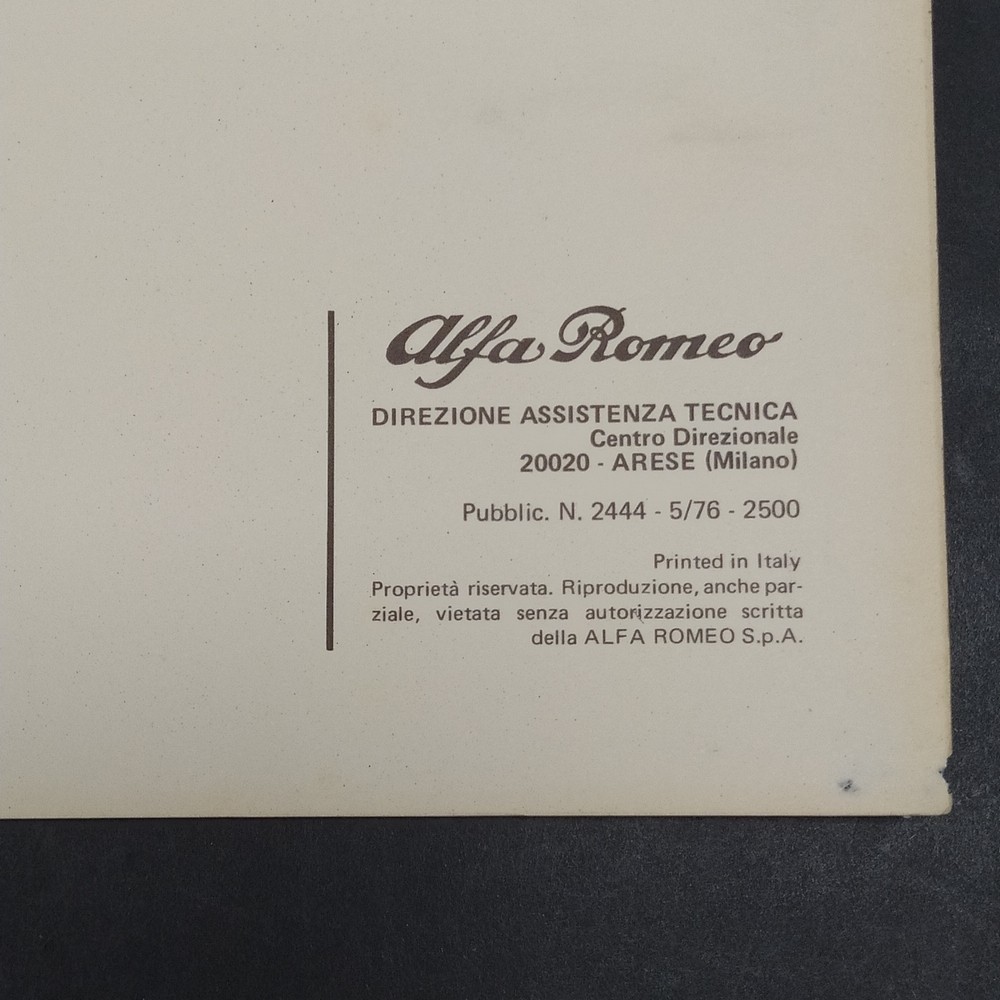 Alfa Romeo
DIREZIONE ASSISTENZA TECNICA
Centro Direzionale
20020 - ARESE (Milano)
Pubblic. N. 2444 - 5/76 - 2500
Printed in Italy
Proprietà riservata. Riproduzione, anche par-
ziale, vietata senza autorizzazione scritta
della ALFA ROMEO S.p.A.